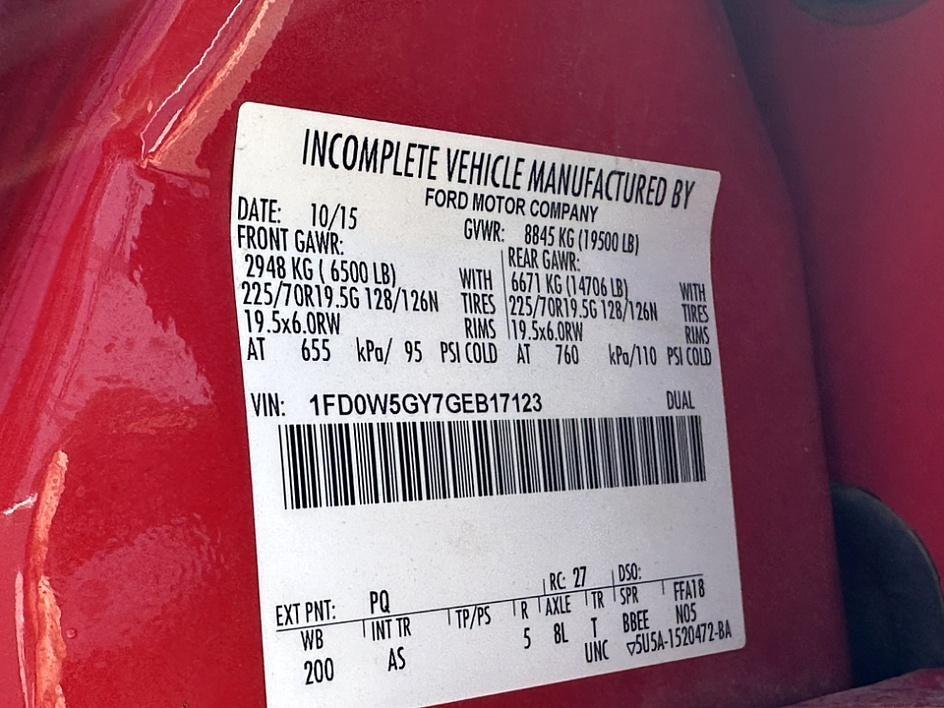 INCOMPLETE VEHICLE MANUFACTURED BY
FORD MOTOR COMPANY
DATE: 10/15 GVWR: 8845 KG (19500 LB)
FRONT GAWR: REAR GAWR:
2948 KG ( 6500 LB) WITH 6671 KG (14706 LB) WITH
225/70R19.5G 128/126N TIRES 225/70R19.5G 128/126N TIRES
19.5x6.0RW RIMS 19.5x6.0RW RIMS
AT 655 kPa/ 95 PSI COLD AT 760 kPa/110 PSI COLD
VIN: 1FD0W5GY7GEB17123 DUAL
EXT PNT: PQ RC: 27 DSO:
WB INT TR TP/PS R AXLE TR SPR FFA18
200 AS 5 8L T BBEE N05
UNC ▽5U5A-1520472-BA